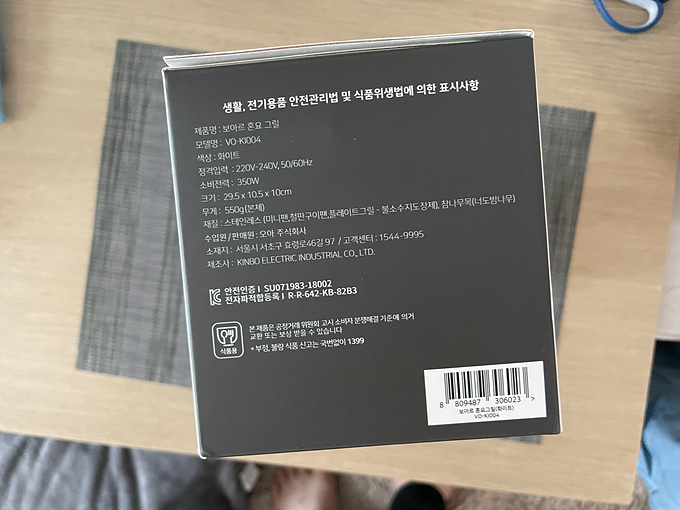 생활, 전기용품 안전관리법 및 식품위생법에 의한 표시사항
제품명 : 보아르 혼요 그릴
모델명 : VO-KI004
색상 : 화이트
정격입력 : 220V-240V, 50/60Hz
소비전력 : 350W
크기 : 29.5 x 10.5 x 10cm
무게 : 550g(본체)
재질 : 스테인레스 (미니팬,철판구이팬,플레이트그릴 - 불소수지도장제), 참나무목(너도밤나무)
수입원 / 판매원 : 오아 주식회사
소재지 : 서울시 서초구 효령로46길 97 / 고객센터 : 1544-9995
제조사 : KINBO ELECTRIC INDUSTRIAL CO., LTD.
안전인증 | SU071983-18002
전자파적합등록 | R-R-642-KB-82B3
식품용
본 제품은 공정거래 위원회 고시 소비자 분쟁해결 기준에 의거
교환 또는 보상 받을 수 있습니다
* 부정, 불량 식품 신고는 국번없이 1399
8 809487 306023 >
보아르 혼요그릴(화이트)
VO-KI004